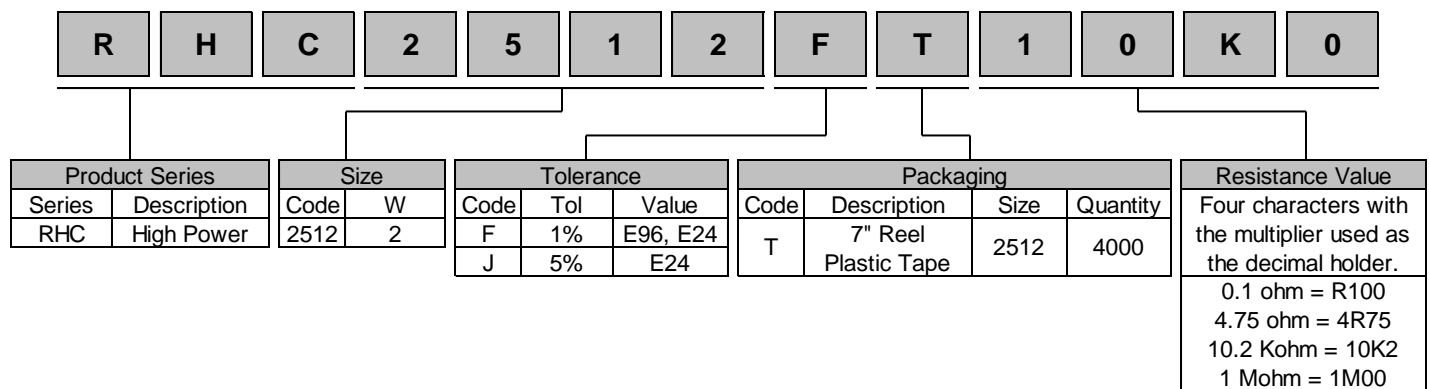 R H C 2 5 1 2 F T 1 0 K 0
Product Series
Series Description
RHC High Power
Size
Code W
2512 2
Tolerance
Code Tol Value
F 1% E96, E24
J 5% E24
Packaging
Code Description Size Quantity
T 7" Reel Plastic Tape 2512 4000
Resistance Value
Four characters with
the multiplier used as
the decimal holder.
0.1 ohm = R100
4.75 ohm = 4R75
10.2 Kohm = 10K2
1 Mohm = 1M00